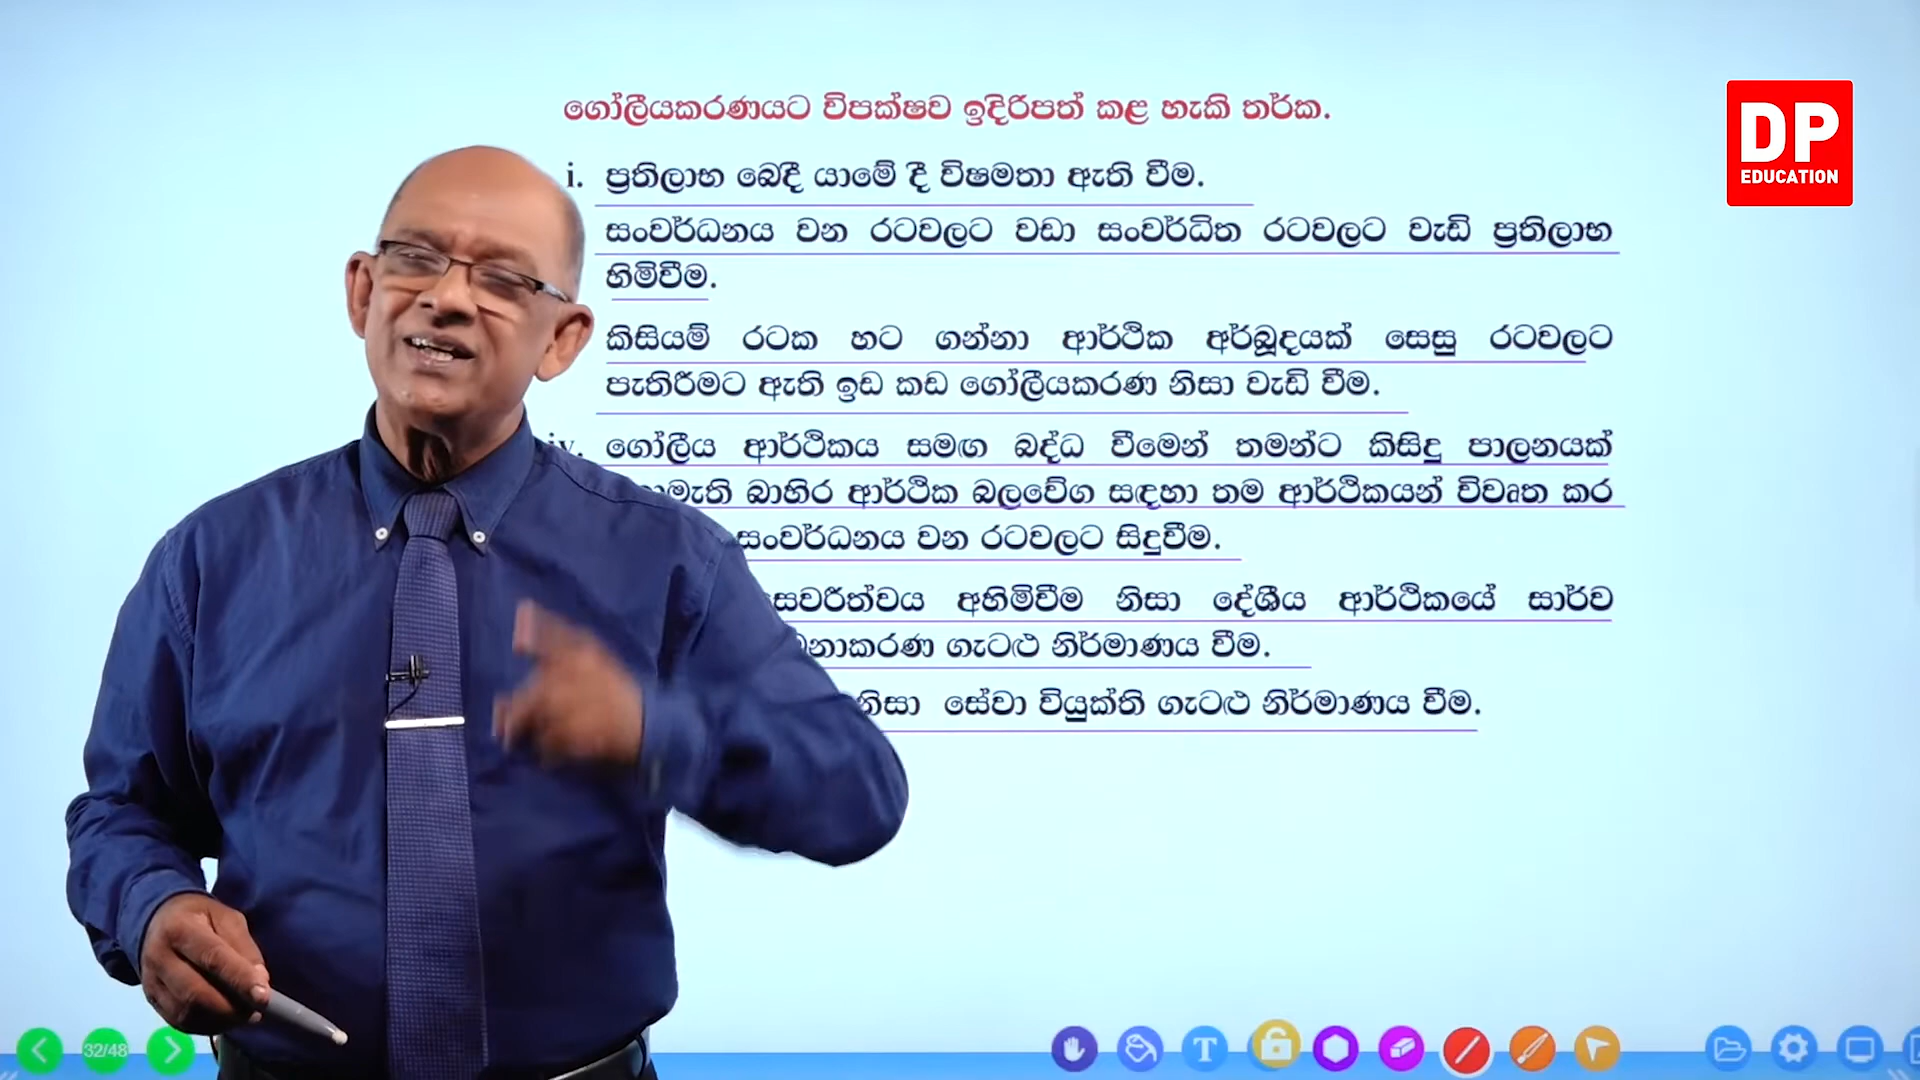 ගෝලීයකරණයට විපක්ෂව ඉදිරිපත් කළ හැකි තර්ක.
DP
EDUCATION
i. ප්‍රතිලාභ බෙදී යාමේ දී විෂමතා ඇති වීම.
සංවර්ධනය වන රටවලට වඩා සංවර්ධිත රටවලට වැඩි ප්‍රතිලාභ
හිමිවීම.
කිසියම් රටක හට ගන්නා ආර්ථික අර්බූදයක් සෙසු රටවලට
පැතිරීමට ඇති ඉඩ කඩ ගෝලීයකරණ නිසා වැඩි වීම.
iv. ගෝලීය ආර්ථිකය සමඟ බද්ධ වීමෙන් තමන්ට කිසිදු පාලනයක්
බාහිර ආර්ථික බලවේග සඳහා තම ආර්ථිකයන් විවෘත කර
සංවර්ධනය වන රටවලට සිදුවීම.
අහිමිවීම නිසා දේශීය ආර්ථිකයේ සාර්ව
ගැටළු නිර්මාණය වීම.
නිසා සේවා වියුක්ති ගැටළු නිර්මාණය වීම.
32/48
T